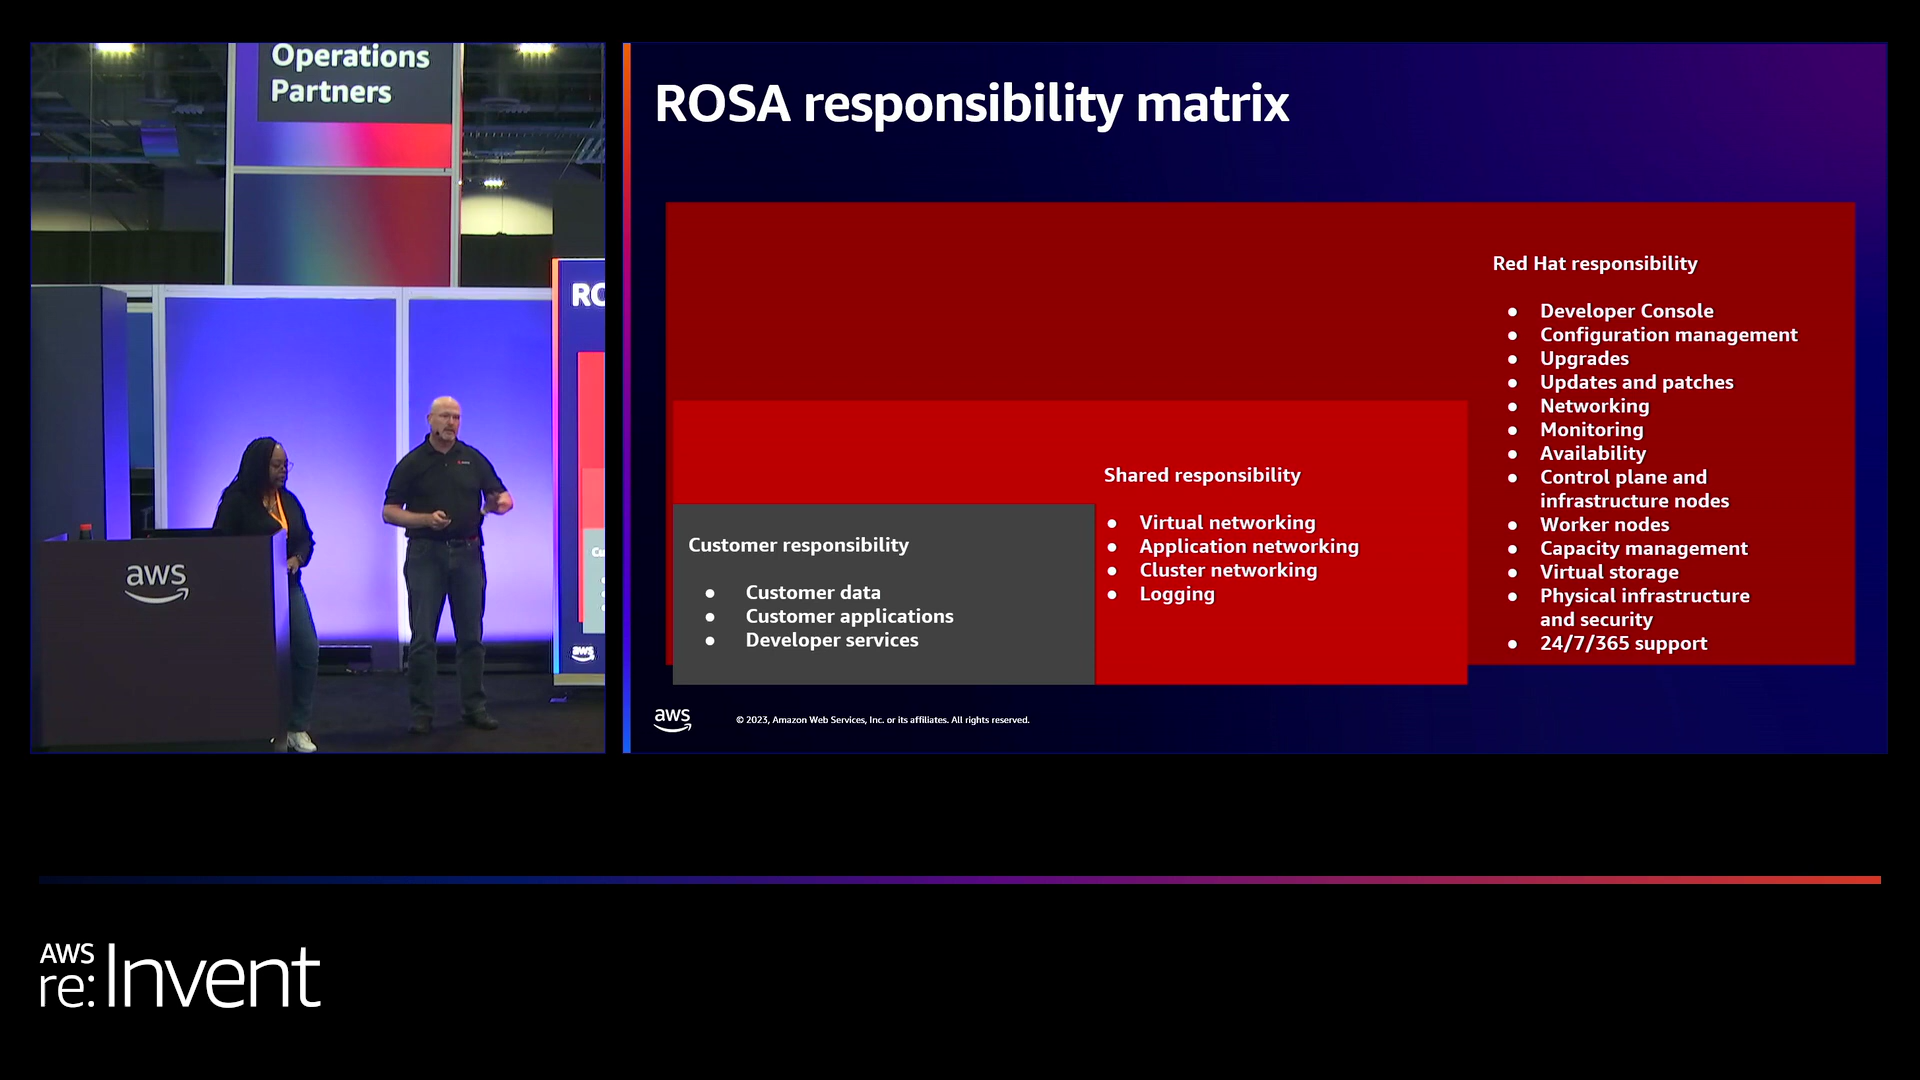 Operations
Partners
RO
aws
Cu
aws
ROSA responsibility matrix
Red Hat responsibility
● Developer Console
● Configuration management
● Upgrades
● Updates and patches
● Networking
● Monitoring
● Availability
● Control plane and
infrastructure nodes
● Worker nodes
● Capacity management
● Virtual storage
● Physical infrastructure
and security
● 24/7/365 support
Shared responsibility
● Virtual networking
● Application networking
● Cluster networking
● Logging
Customer responsibility
● Customer data
● Customer applications
● Developer services
aws
© 2023, Amazon Web Services, Inc. or its affiliates. All rights reserved.
AWS
re:Invent